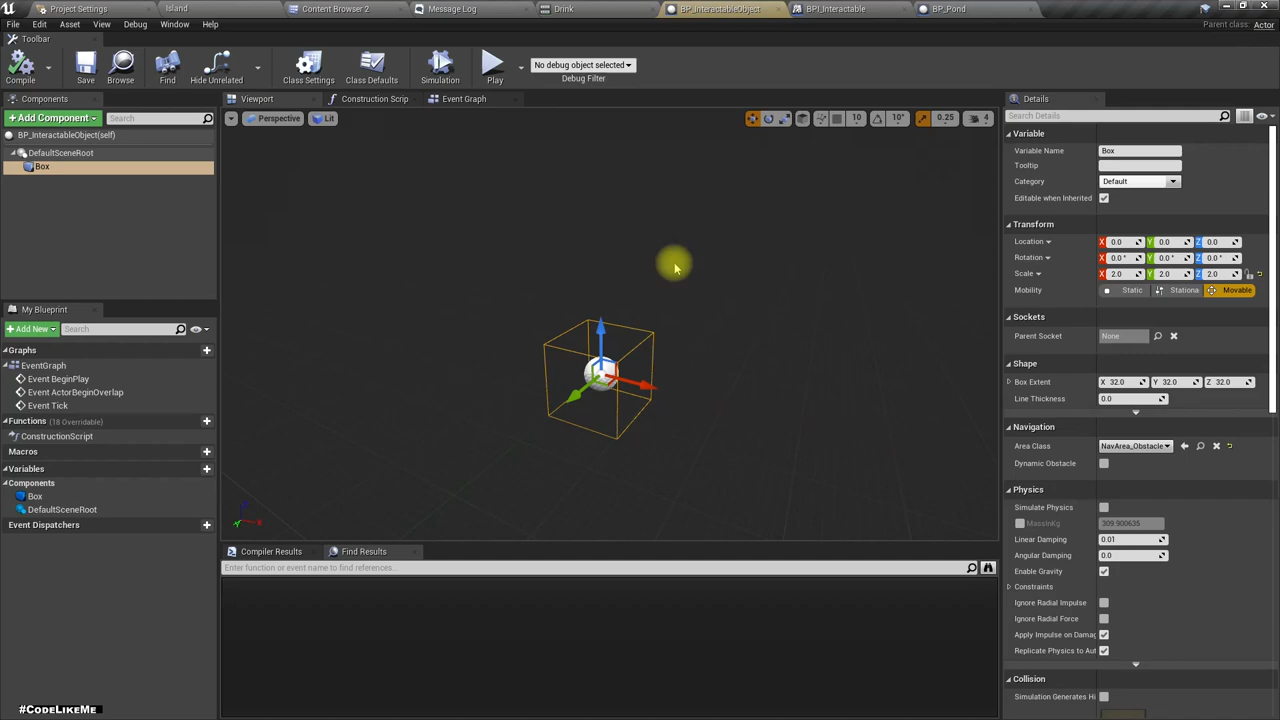 Project Settings
Island
Content Browser 2
Message Log
Drink
BP_InteractableObject
BPI_Interactable
BP_Pond
File Edit Asset View Debug Window Help
Parent class: Actor
Toolbar
Compile
Save
Browse
Find
Hide Unrelated
Class Settings
Class Defaults
Simulation
Play
No debug object selected
Debug Filter
Components
+ Add Component
Search
BP_InteractableObject(self)
DefaultSceneRoot
Box
My Blueprint
+ Add New
Search
Graphs
EventGraph
Event BeginPlay
Event ActorBeginOverlap
Event Tick
Functions (18 Overridable)
ConstructionScript
Macros
Variables
Components
Box
DefaultSceneRoot
Event Dispatchers
#CodeLikeMe
Viewport
Construction Scrip
Event Graph
Perspective
Lit
10
10°
0.25
4
Compiler Results
Find Results
Enter function or event name to find references...
Details
Search Details
Variable
Variable Name Box
Tooltip
Category Default
Editable when Inherited
Transform
Location X 0.0 Y 0.0 Z 0.0
Rotation X 0.0 ° Y 0.0 ° Z 0.0 °
Scale X 2.0 Y 2.0 Z 2.0
Mobility Static Stationa Movable
Sockets
Parent Socket None
Shape
Box Extent X 32.0 Y 32.0 Z 32.0
Line Thickness 0.0
Navigation
Area Class NavArea_Obstacle
Dynamic Obstacle
Physics
Simulate Physics
MassInKg 309.900635
Linear Damping 0.01
Angular Damping 0.0
Enable Gravity
Constraints
Ignore Radial Impulse
Ignore Radial Force
Apply Impulse on Damag
Replicate Physics to Aut
Collision
Simulation Generates Hi